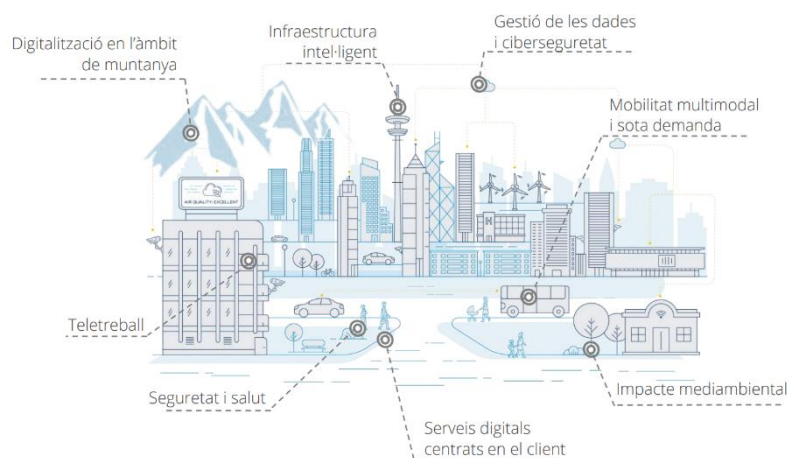 Digitalització en l'àmbit
de muntanya
Infraestructura
intel·ligent
Gestió de les dades
i ciberseguretat
Mobilitat multimodal
i sota demanda
AIR QUALITY: EXCELLENT
H
Teletreball
Seguretat i salut
Serveis digitals
centrats en el client
Impacte mediambiental